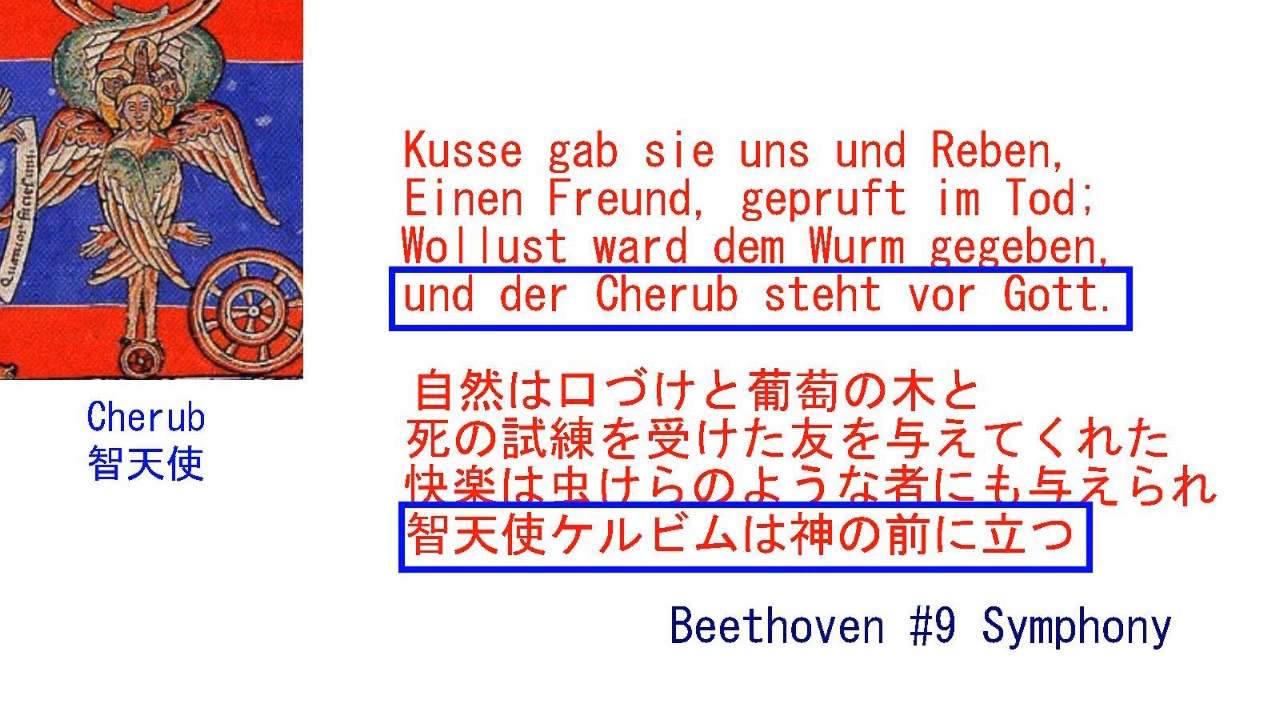 Kusse gab sie uns und Reben,
Einen Freund, gepruft im Tod;
Wollust ward dem Wurm gegeben,
und der Cherub steht vor Gott.
自然は口づけと葡萄の木と
死の試練を受けた友を与えてくれた
快楽は虫けらのような者にも与えられ
智天使ケルビムは神の前に立つ
Beethoven #9 Symphony
Cherub
智天使